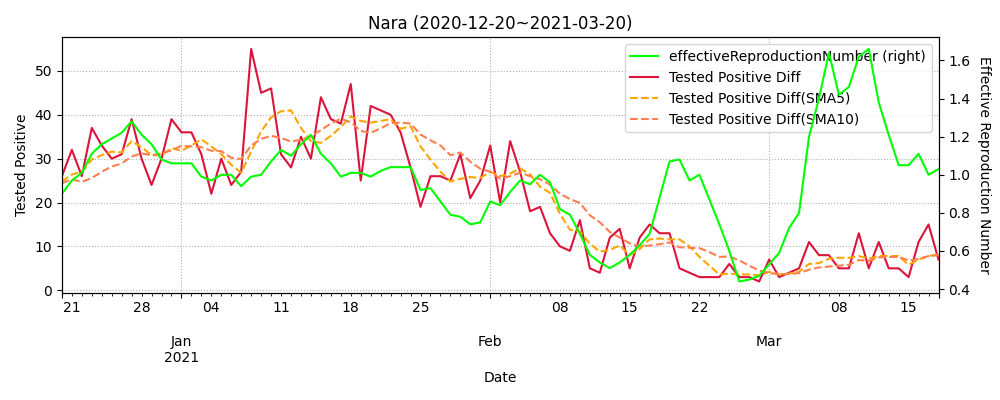 Nara (2020-12-20~2021-03-20)
effectiveReproductionNumber (right)
Tested Positive Diff
Tested Positive Diff(SMA5)
Tested Positive Diff(SMA10)
Tested Positive
50
40
30
20
10
0
Effective Reproduction Number
1.6
1.4
1.2
1.0
0.8
0.6
0.4
21 28 04 11 18 25 08 15 22 08 15
Jan Feb Mar
2021
Date